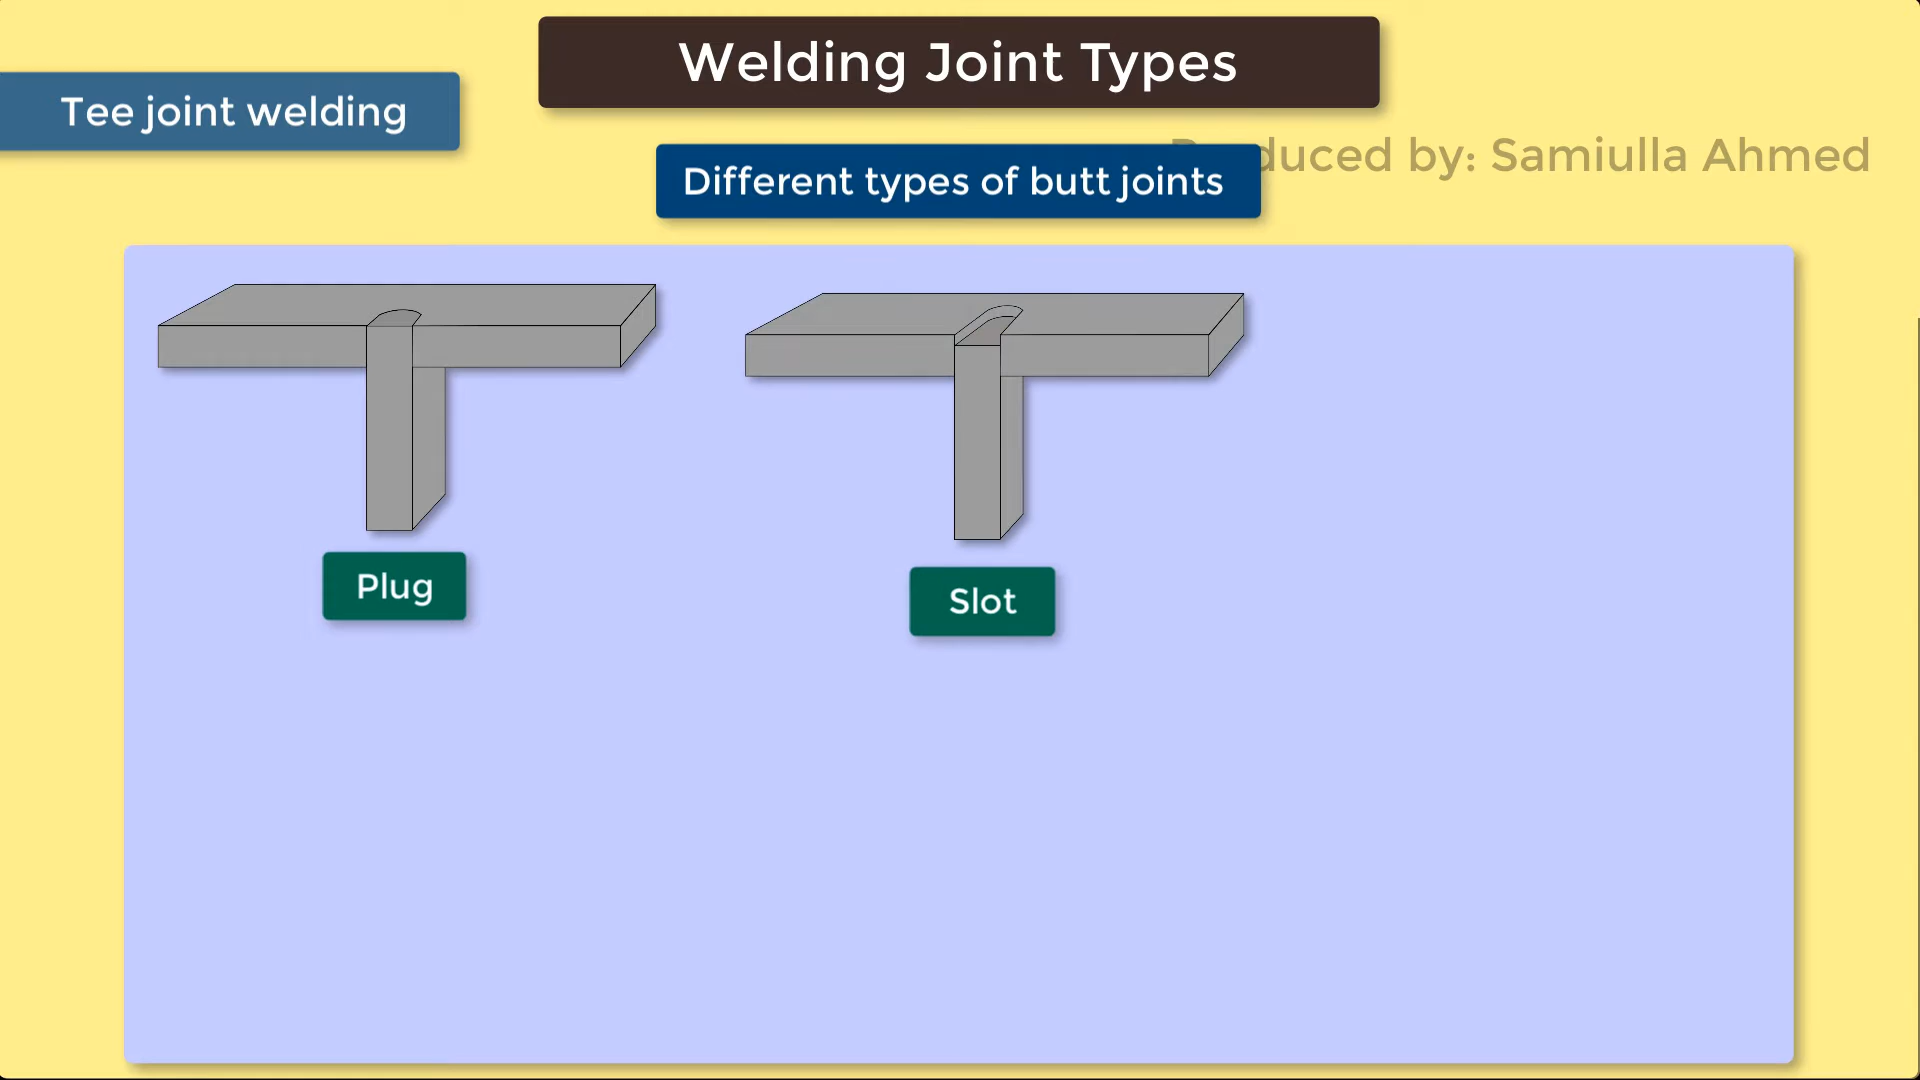 Welding Joint Types
Tee joint welding
duced by: Samiulla Ahmed
Different types of butt joints
Plug
Slot